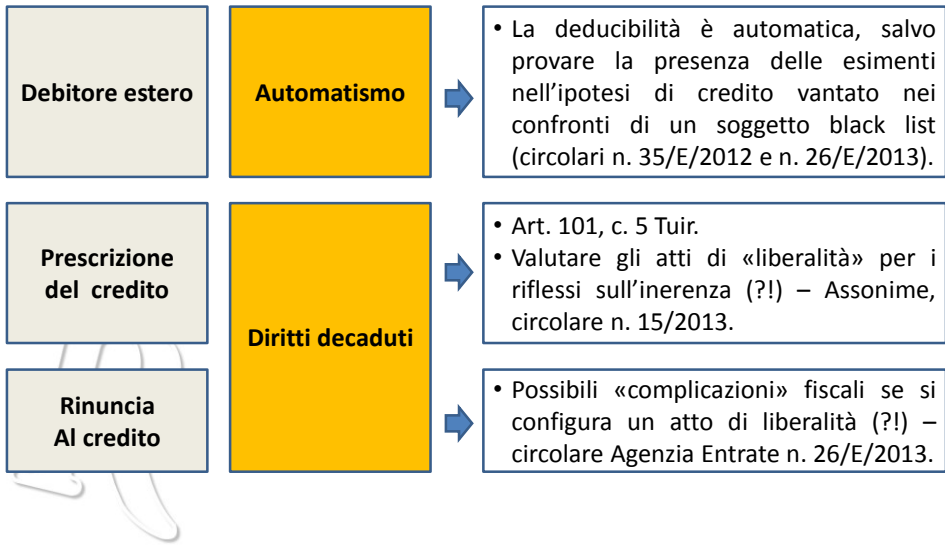 Debitore estero
Automatismo
• La deducibilità è automatica, salvo
provare la presenza delle esimenti
nell’ipotesi di credito vantato nei
confronti di un soggetto black list
(circolari n. 35/E/2012 e n. 26/E/2013).
Prescrizione
del credito
Diritti decaduti
• Art. 101, c. 5 Tuir.
• Valutare gli atti di «liberalità» per i
riflessi sull’inerenza (?!) – Assonime,
circolare n. 15/2013.
Rinuncia
Al credito
• Possibili «complicazioni» fiscali se si
configura un atto di liberalità (?!) –
circolare Agenzia Entrate n. 26/E/2013.